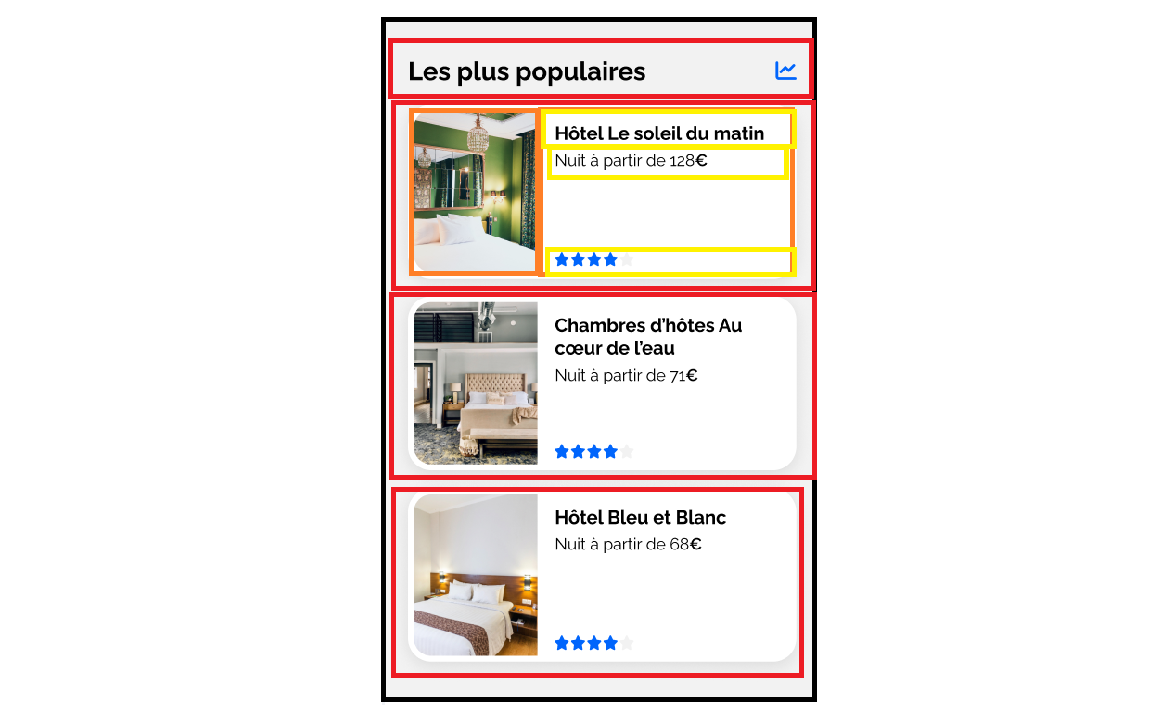 Les plus populaires
Hôtel Le soleil du matin
Nuit à partir de 128€
Chambres d'hôtes Au
cœur de l'eau
Nuit à partir de 71€
Hôtel Bleu et Blanc
Nuit à partir de 68€